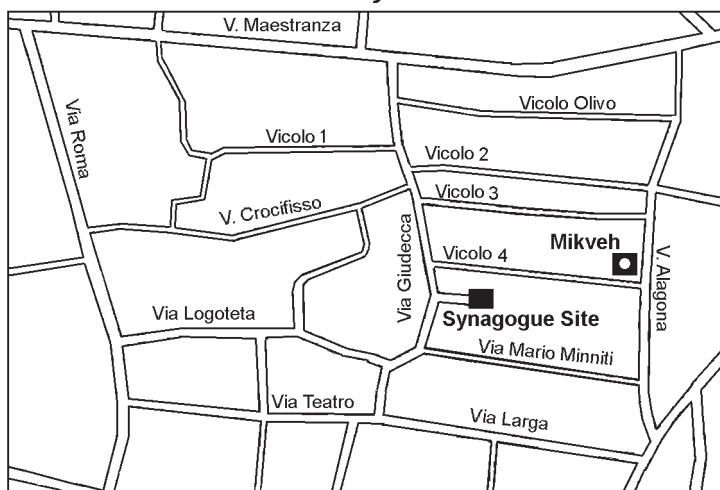 V. Maestranza
Via Roma
Vicolo Olivo
Vicolo 1
Vicolo 2
Vicolo 3
V. Crocifisso
Mikveh
Vicolo 4
Via Giudecca
V. Alagona
Via Logoteta
Synagogue Site
Via Mario Minniti
Via Teatro
Via Larga